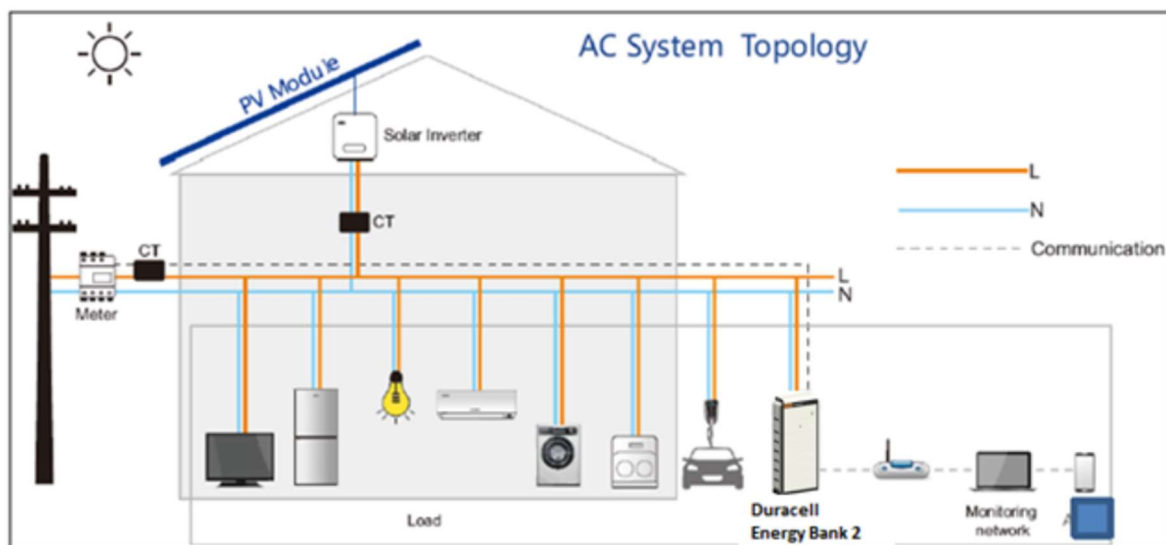 AC System Topology
PV Module
Solar Inverter
CT
L
N
Communication
CT
L
N
Meter
Load
Duracell
Energy Bank 2
Monitoring
network